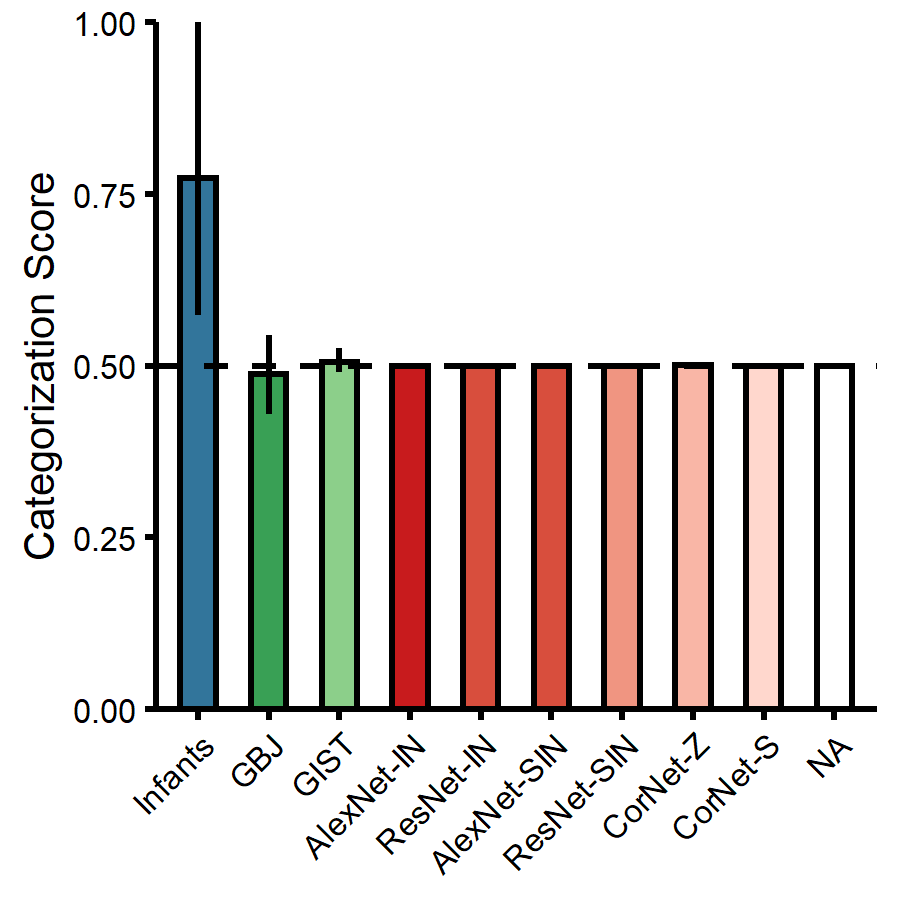 Categorization Score
1.00
0.75
0.50
0.25
0.00
Infants
GBJ
GIST
AlexNet-IN
ResNet-IN
AlexNet-SIN
ResNet-SIN
CorNet-Z
CorNet-S
NA